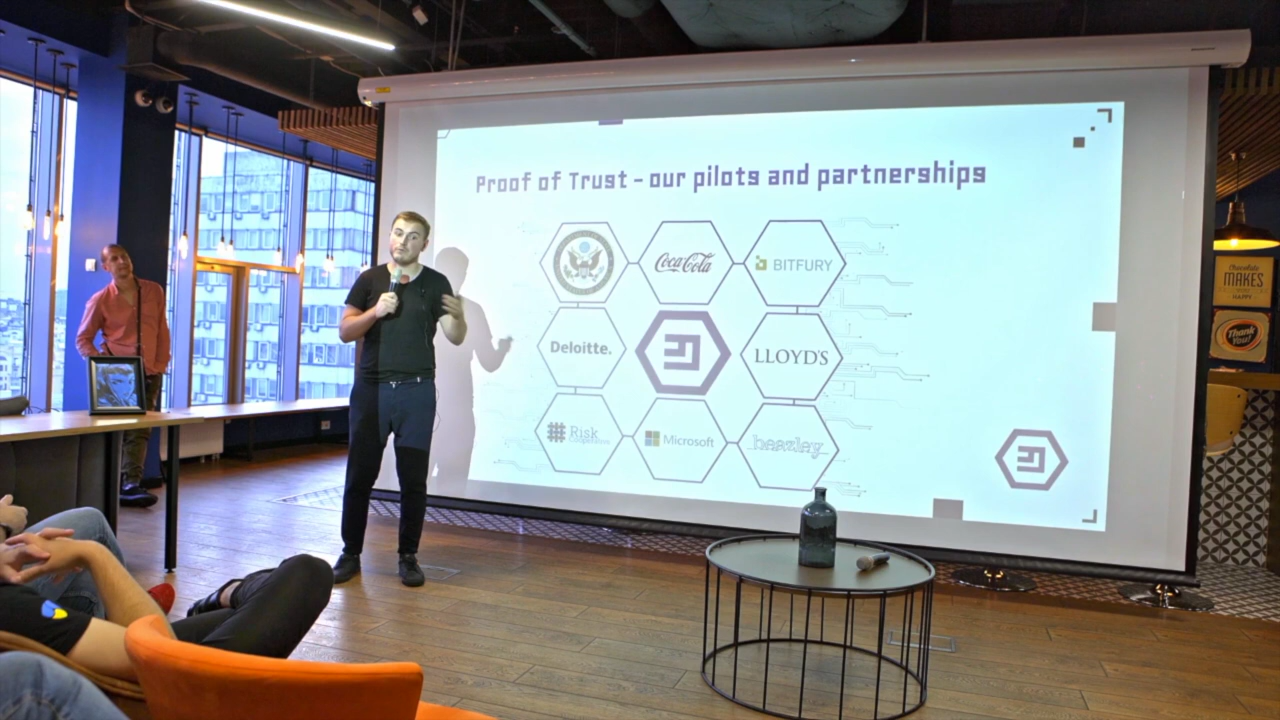 Proof of Trust - our pilots and partnerships
Coca-Cola
BITFURY
Deloitte.
LLOYD'S
Risk
Cooperative
Microsoft
beazley
Chocolate
MAKES
HAPPY
Thank
You!